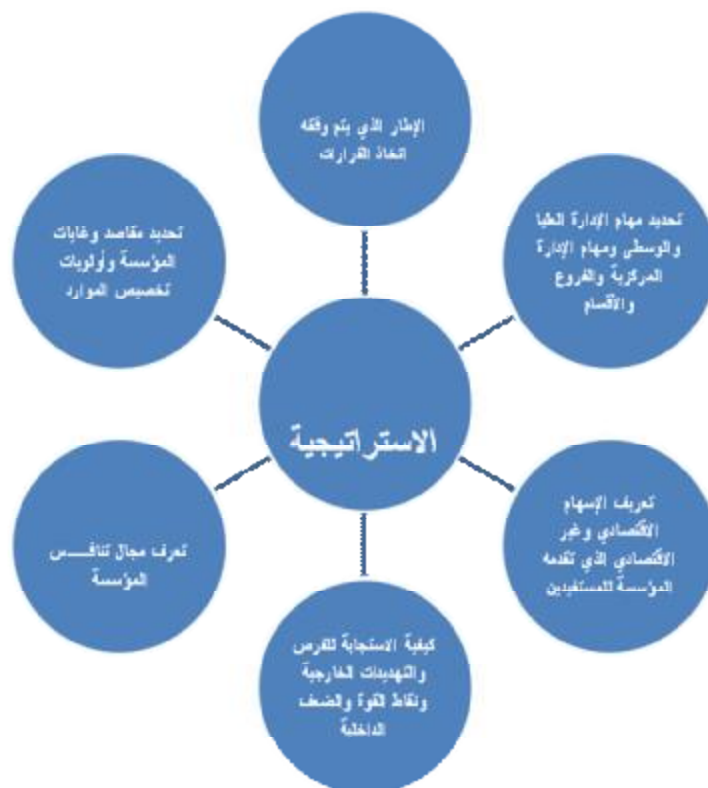 الإطار الذي يتم وفقه
اتخاذ القرارات
تحديد مهام الإدارة العليا
والوسطى ومهام الإدارة
المركزية والفروع
والأقسام
تعريف الإسهام
الاقتصادي وغير
الاقتصادي الذي تقدمه
المؤسسة للمستفيدين
كيفية الاستجابة للفرص
والتهديدات الخارجية
ونقاط القوة والضعف
الداخلية
تعرف مجال تنافـــس
المؤسسة
تحديد مقاصد وغايات
المؤسسة وأولويات
تخصيص الموارد
الاستراتيجية